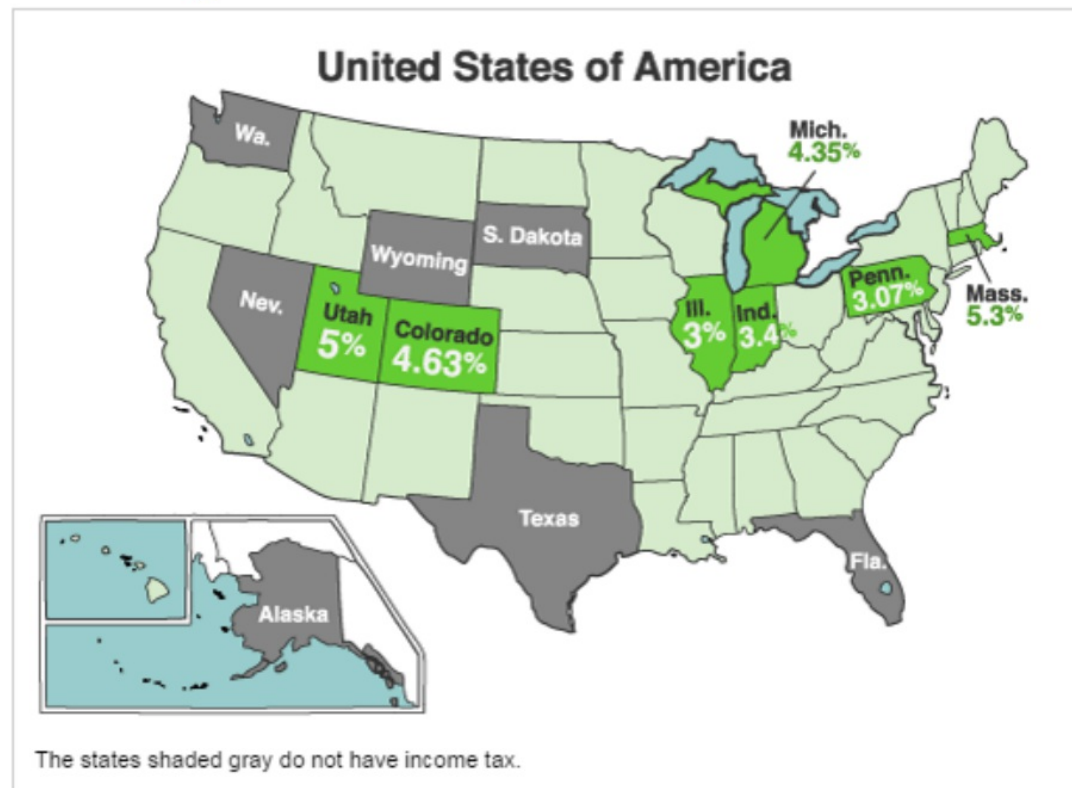 United States of America
Wa.
Mich.
4.35%
S. Dakota
Wyoming
Nev.
Utah
5%
Colorado
4.63%
Ill.
3%
Ind.
3.4%
Penn.
3.07%
Mass.
5.3%
Texas
Fla.
Alaska
The states shaded gray do not have income tax.